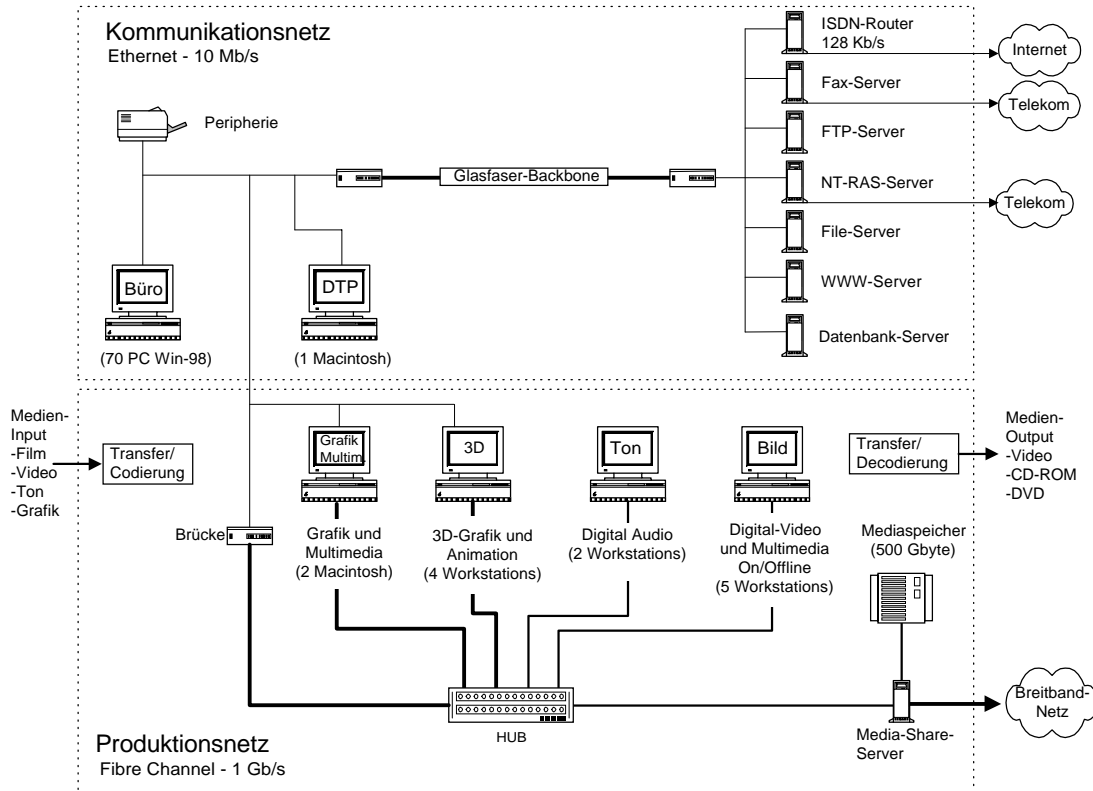 Kommunikationsnetz
Ethernet - 10 Mb/s
Peripherie
Glasfaser-Backbone
Büro
(70 PC Win-98)
DTP
(1 Macintosh)
ISDN-Router
128 Kb/s
Internet
Fax-Server
Telekom
FTP-Server
NT-RAS-Server
Telekom
File-Server
WWW-Server
Datenbank-Server
Medien-
Input
-Film
-Video
-Ton
-Grafik
Transfer/
Codierung
Brücke
Grafik
Multim.
Grafik und
Multimedia
(2 Macintosh)
3D
3D-Grafik und
Animation
(4 Workstations)
Ton
Digital Audio
(2 Workstations)
Bild
Digital-Video
und Multimedia
On/Offline
(5 Workstations)
Transfer/
Decodierung
Medien-
Output
-Video
-CD-ROM
-DVD
Mediaspeicher
(500 Gbyte)
HUB
Media-Share-
Server
Breitband-
Netz
Produktionsnetz
Fibre Channel - 1 Gb/s